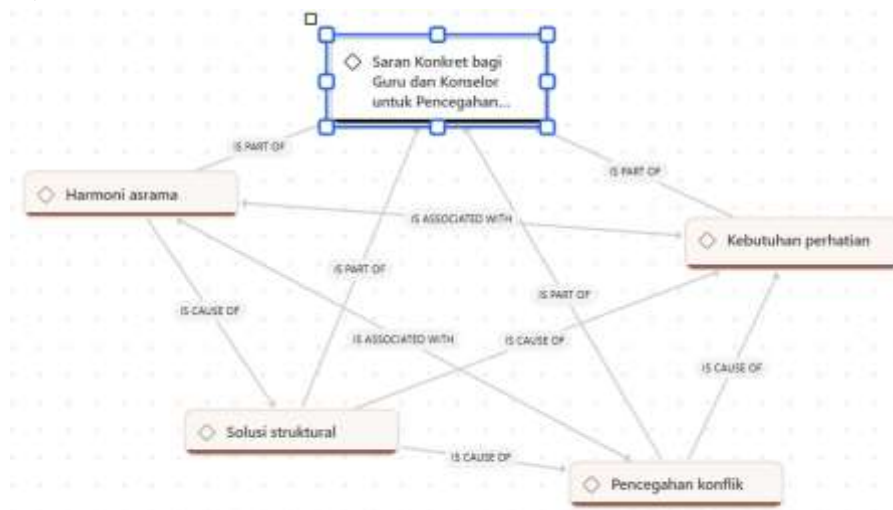 Saran Konkret bagi
Guru dan Konselor
untuk Pencegahan...
IS PART OF
IS PART OF
Harmoni asrama
IS ASSOCIATED WITH
Kebutuhan perhatian
IS PART OF
IS PART OF
IS CAUSE OF
IS ASSOCIATED WITH
IS CAUSE OF
IS CAUSE OF
Solusi struktural
IS CAUSE OF
Pencegahan konflik